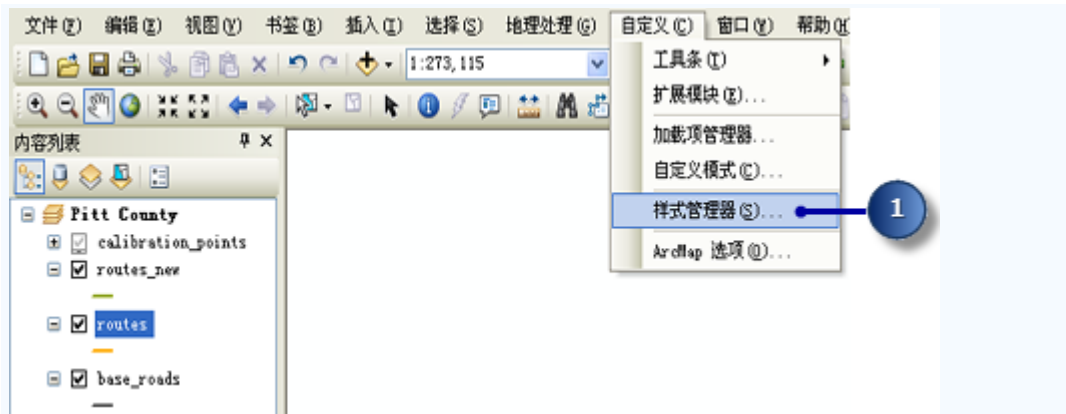 文件(F) 编辑(E) 视图(V) 书签(B) 插入(I) 选择(S) 地理处理(G) 自定义(C) 窗口(W) 帮助(H
1:273,115
工具条(T)
扩展模块(E)...
加载项管理器...
自定义模式(C)...
样式管理器(S)...
1
ArcMap 选项(O)...
内容列表
Pitt County
calibration_points
routes_new
routes
base_roads